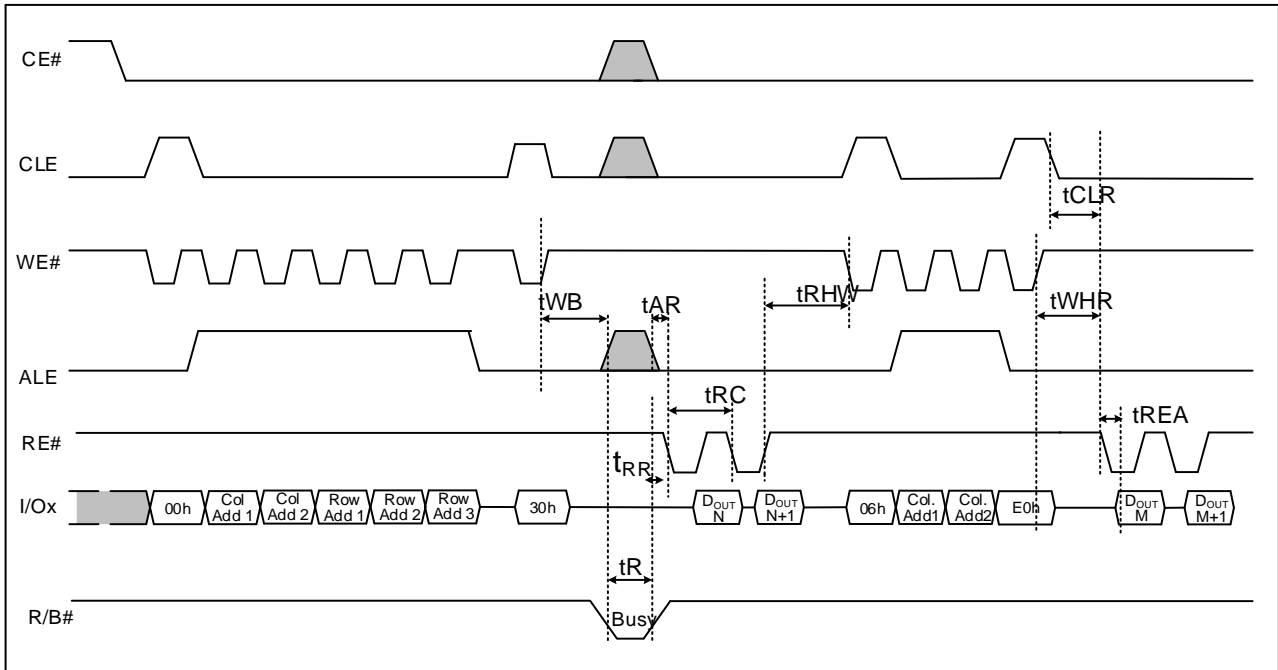 CE#
CLE
tCLR
WE#
tWB
tAR
tRHW
tWHR
ALE
tRC
tREA
RE#
tRR
I/Ox
00h
Col
Add 1
Col
Add 2
Row
Add 1
Row
Add 2
Row
Add 3
30h
DOUT
N
DOUT
N+1
06h
Col.
Add1
Col.
Add2
E0h
DOUT
M
DOUT
M+1
tR
R/B#
Busy